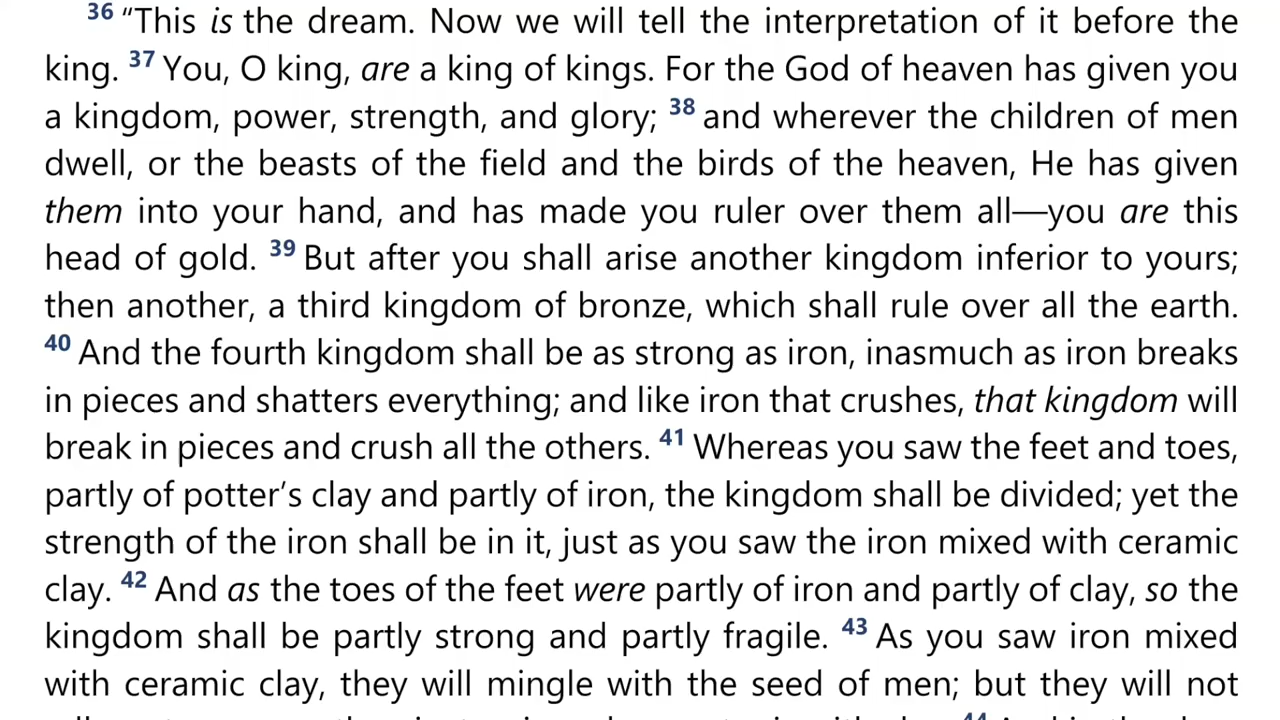 36 “This is the dream. Now we will tell the interpretation of it before the
king. 37 You, O king, are a king of kings. For the God of heaven has given you
a kingdom, power, strength, and glory; 38 and wherever the children of men
dwell, or the beasts of the field and the birds of the heaven, He has given
them into your hand, and has made you ruler over them all—you are this
head of gold. 39 But after you shall arise another kingdom inferior to yours;
then another, a third kingdom of bronze, which shall rule over all the earth.
40 And the fourth kingdom shall be as strong as iron, inasmuch as iron breaks
in pieces and shatters everything; and like iron that crushes, that kingdom will
break in pieces and crush all the others. 41 Whereas you saw the feet and toes,
partly of potter’s clay and partly of iron, the kingdom shall be divided; yet the
strength of the iron shall be in it, just as you saw the iron mixed with ceramic
clay. 42 And as the toes of the feet were partly of iron and partly of clay, so the
kingdom shall be partly strong and partly fragile. 43 As you saw iron mixed
with ceramic clay, they will mingle with the seed of men; but they will not